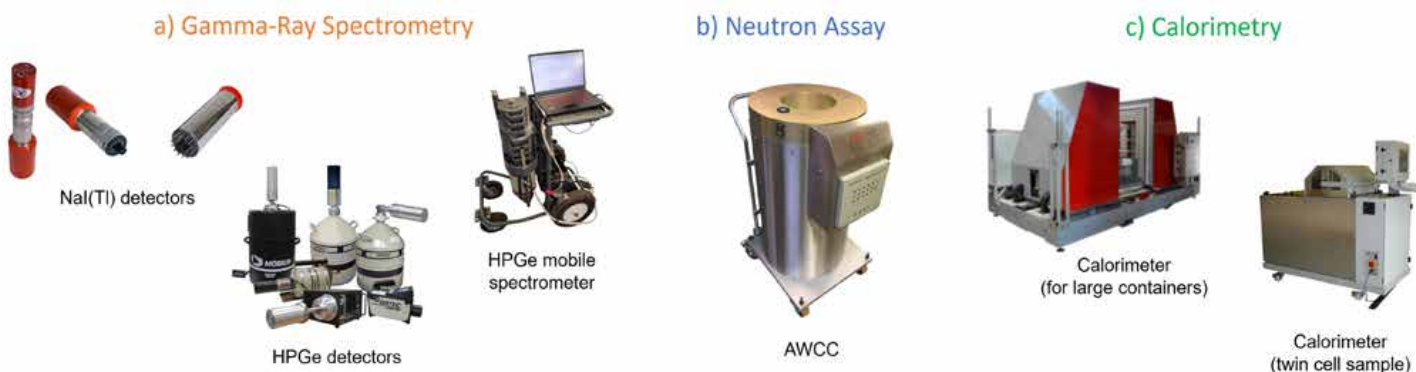 a) Gamma-Ray Spectrometry
b) Neutron Assay
c) Calorimetry
NaI(Tl) detectors
MOBIUS
HPGe detectors
HPGe mobile
spectrometer
AWCC
Calorimeter
(for large containers)
Calorimeter
(twin cell sample)